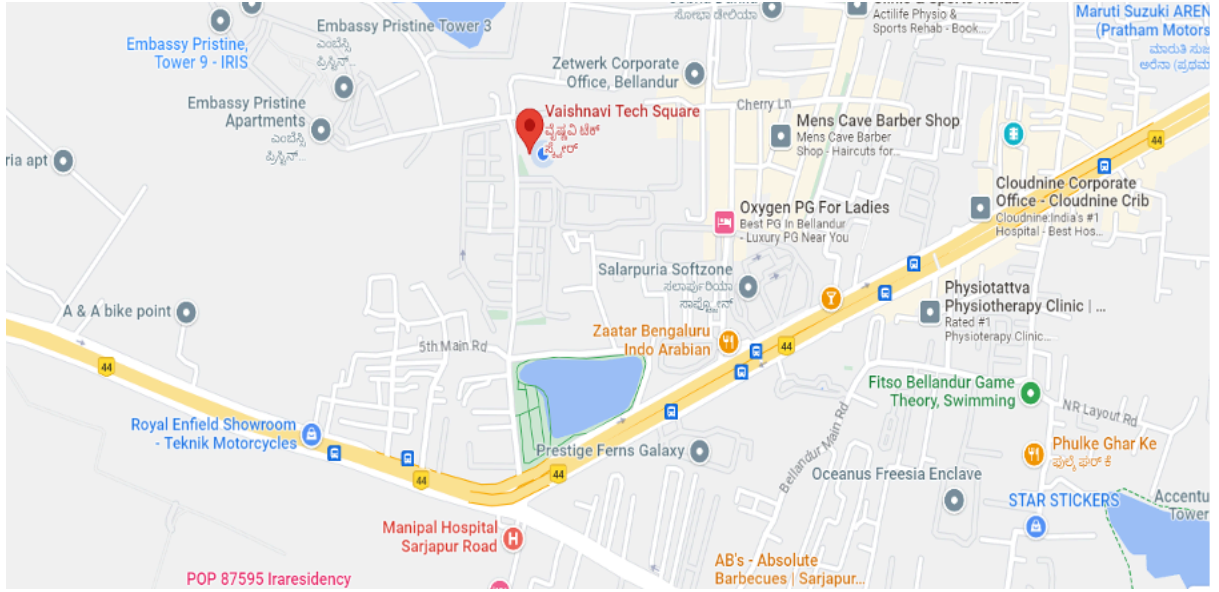 Embassy Pristine Tower 3
ಎಂಬೆಸ್ಸಿ
ಪ್ರಿಸ್ಟಿನ್...
Embassy Pristine,
Tower 9 - IRIS
Embassy Pristine
Apartments
ಎಂಬೆಸ್ಸಿ
ಪ್ರಿಸ್ಟಿನ್...
ria apt
ಸೋಭಾ ಡೇಲಿಯಾ
Zetwerk Corporate
Office, Bellandur
Actilife Physio &
Sports Rehab - Book...
Maruti Suzuki AREN
(Pratham Motors
ಮಾರುತಿ ಸುಜು
ಅರೆನಾ (ಪ್ರಥಮ
Vaishnavi Tech Square
ವೈಷ್ಣವಿ ಟೆಕ್
ಸ್ಕ್ವೇರ್
Cherry Ln
Mens Cave Barber Shop
Mens Cave Barber
Shop - Haircuts for...
44
Cloudnine Corporate
Office - Cloudnine Crib
Cloudnine:India's #1
Hospital - Best Hos...
Oxygen PG For Ladies
Best PG In Bellandur
- Luxury PG Near You
Salarpuria Softzone
ಸಲಾರ್ಪುರಿಯಾ
ಸಾಫ್ಟ್‌ಜೋನ್
Physiotattva
Physiotherapy Clinic | ...
Rated #1
Physioterapy Clinic...
A & A bike point
Zaatar Bengaluru
Indo Arabian
44
5th Main Rd
44
Fitso Bellandur Game
Theory, Swimming
NR Layout Rd
Royal Enfield Showroom
- Teknik Motorcycles
Bellandur Main Rd
Prestige Ferns Galaxy
Phulke Ghar Ke
ಫುಲ್ಕೆ ಘರ್ ಕೆ
44
44
Oceanus Freesia Enclave
STAR STICKERS
Accentu
Tower
Manipal Hospital
Sarjapur Road
H
AB's - Absolute
Barbecues | Sarjapur...
POP 87595 Iraresidency